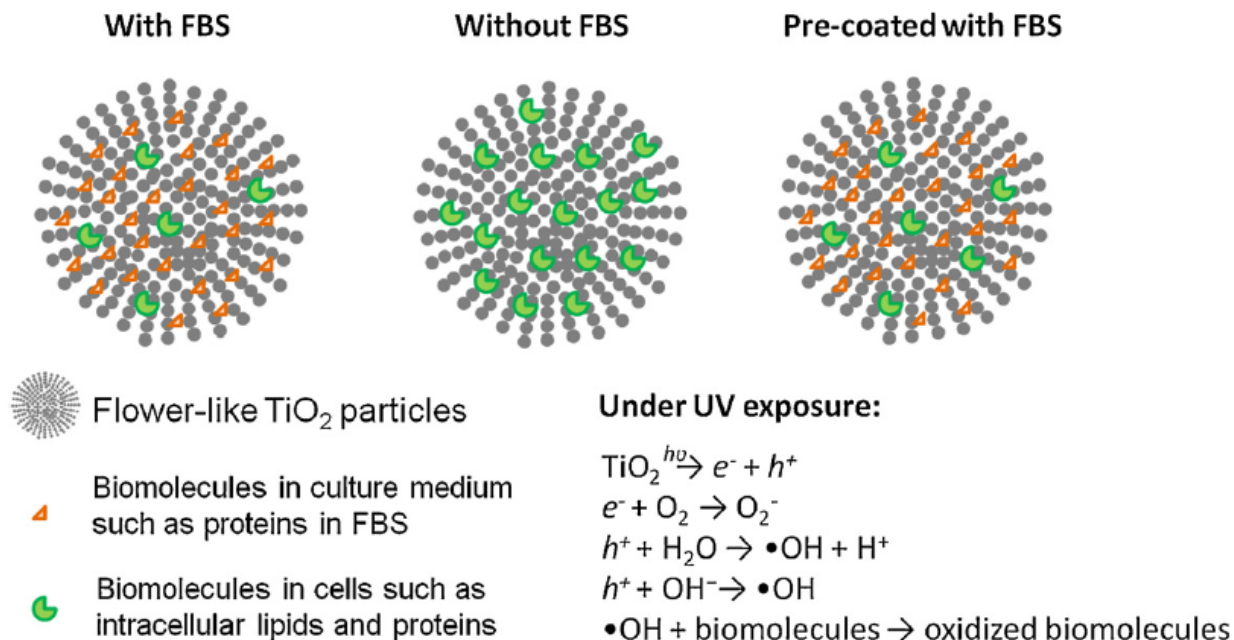 With FBS
Without FBS
Pre-coated with FBS
Flower-like TiO₂ particles
Biomolecules in culture medium
such as proteins in FBS
Biomolecules in cells such as
intracellular lipids and proteins
Under UV exposure:
TiO₂ hυ→ e⁻ + h⁺
e⁻ + O₂ → O₂⁻
h⁺ + H₂O → •OH + H⁺
h⁺ + OH⁻ → •OH
•OH + biomolecules → oxidized biomolecules